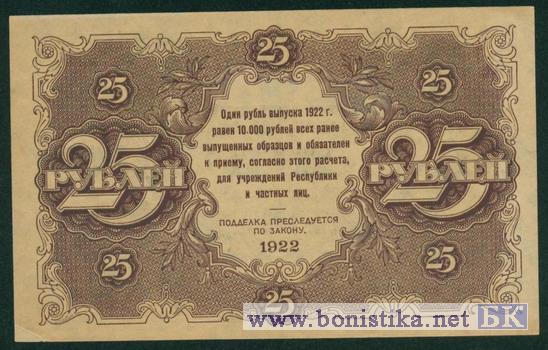 25
25 25
Один рубль выпуска 1922 г.
равен 10.000 рублей всех ранее
выпущенных образцов и обязателен
к приему, согласно этого расчета,
для учреждений Республики
и частных лиц.
25 РУБЛЕЙ 25 РУБЛЕЙ
ПОДДЕЛКА ПРЕСЛЕДУЕТСЯ
ПО ЗАКОНУ.
1922
25 25
25
www.bonistika.net БК